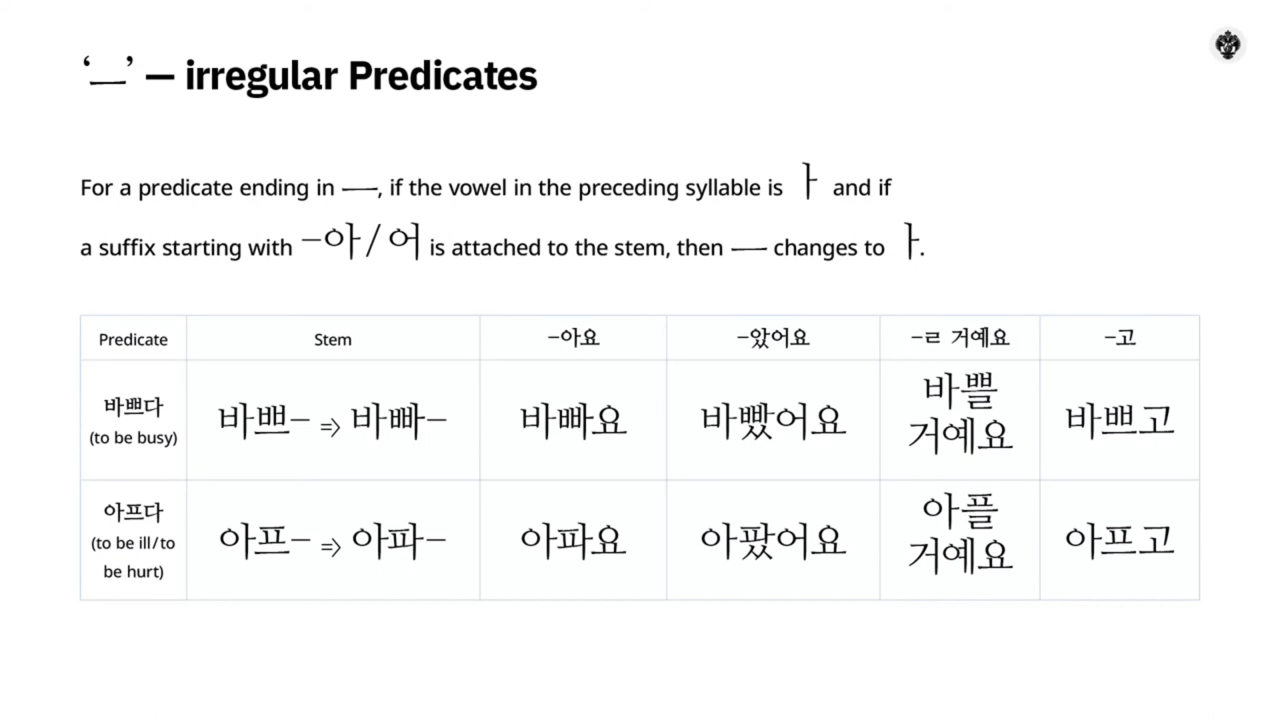 ‘ㅡ’ — irregular Predicates
For a predicate ending in ㅡ, if the vowel in the preceding syllable is ㅏ and if
a suffix starting with –아/어 is attached to the stem, then ㅡ changes to ㅏ.
Predicate Stem –아요 –았어요 –ㄹ 거예요 –고
바쁘다
(to be busy)
바쁘– => 바빠–
바빠요
바빴어요
바쁠
거예요
바쁘고
아프다
(to be ill/to
be hurt)
아프– => 아파–
아파요
아팠어요
아플
거예요
아프고